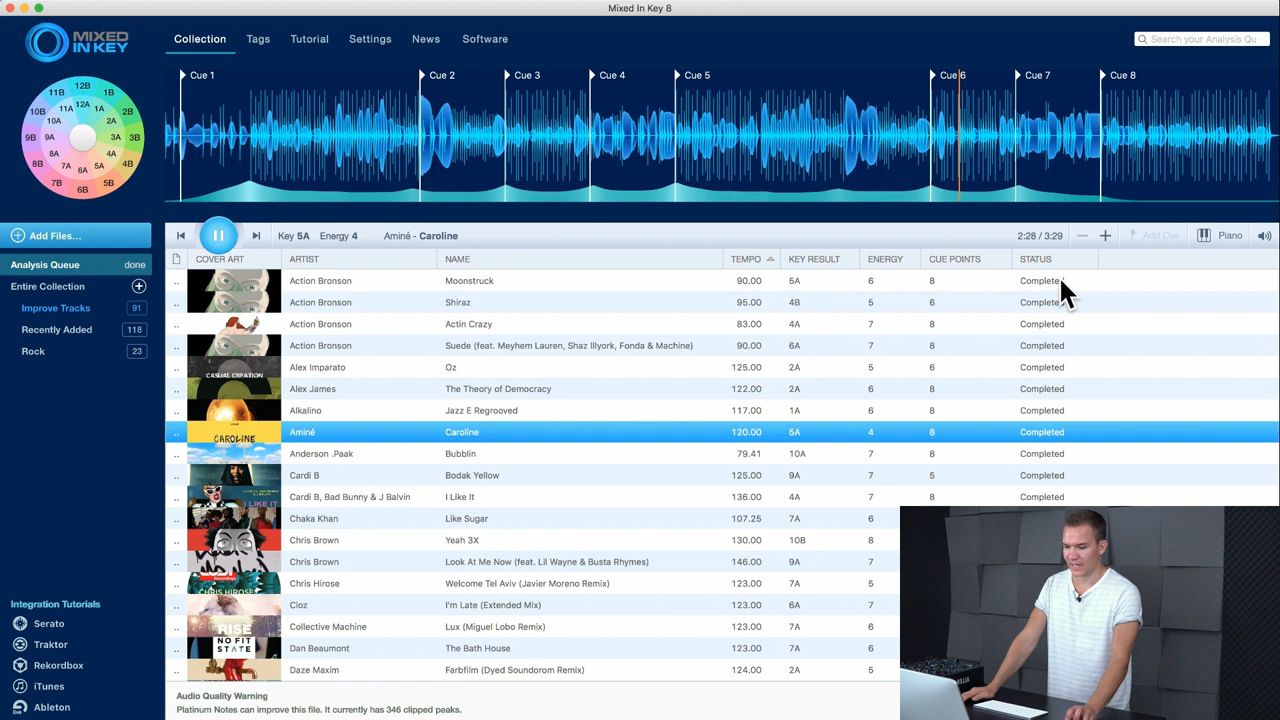 Mixed In Key 8
MIXED IN KEY
Collection Tags Tutorial Settings News Software
Search your Analysis Qu
Cue 1 Cue 2 Cue 3 Cue 4 Cue 5 Cue 6 Cue 7 Cue 8
12B 1B 2B 3B 4B 5B 6B 7B 8B 9B 10B 11B
12A 1A 2A 3A 4A 5A 6A 7A 8A 9A 10A 11A
Add Files...
Key 5A Energy 4 Aminé - Caroline 2:28 / 3:29 Add Cue Piano
Analysis Queue done
Entire Collection
Improve Tracks 91
Recently Added 118
Rock 23
COVER ART ARTIST NAME TEMPO KEY RESULT ENERGY CUE POINTS STATUS
Action Bronson Moonstruck 90.00 5A 6 8 Complete
Action Bronson Shiraz 95.00 4B 5 6 Complete
Action Bronson Actin Crazy 83.00 4A 7 8 Completed
Action Bronson Suede (feat. Meyhem Lauren, Shaz Illyork, Fonda & Machine) 90.00 6A 7 8 Completed
CASUAL CREATION Alex Imparato Oz 125.00 2A 5 6 Completed
Alex James The Theory of Democracy 122.00 2A 6 8 Completed
Alkalino Jazz E Regrooved 117.00 1A 6 8 Completed
CAROLINE Aminé Caroline 120.00 5A 4 8 Completed
Anderson .Paak Bubblin 79.41 10A 7 8 Completed
Cardi B Bodak Yellow 125.00 9A 7 5 Completed
I LIKE IT Cardi B, Bad Bunny & J Balvin I Like It 136.00 4A 7 8 Completed
Chaka Khan Like Sugar 107.25 7A 6
Chris Brown Yeah 3X 130.00 10B 8
Chris Brown Look At Me Now (feat. Lil Wayne & Busta Rhymes) 146.00 9A 7
CHRIS HIROSE Chris Hirose Welcome Tel Aviv (Javier Moreno Remix) 123.00 7A 5
Cioz I'm Late (Extended Mix) 123.00 6A 7
RISE Collective Machine Lux (Miguel Lobo Remix) 123.00 7A 6
NO FIT STATE Dan Beaumont The Bath House 123.00 7A 6
Daze Maxim Farbfilm (Dyed Soundorom Remix) 124.00 2A 5
Integration Tutorials
Serato
Traktor
Rekordbox
iTunes
live Ableton
Audio Quality Warning
Platinum Notes can improve this file. It currently has 346 clipped peaks.